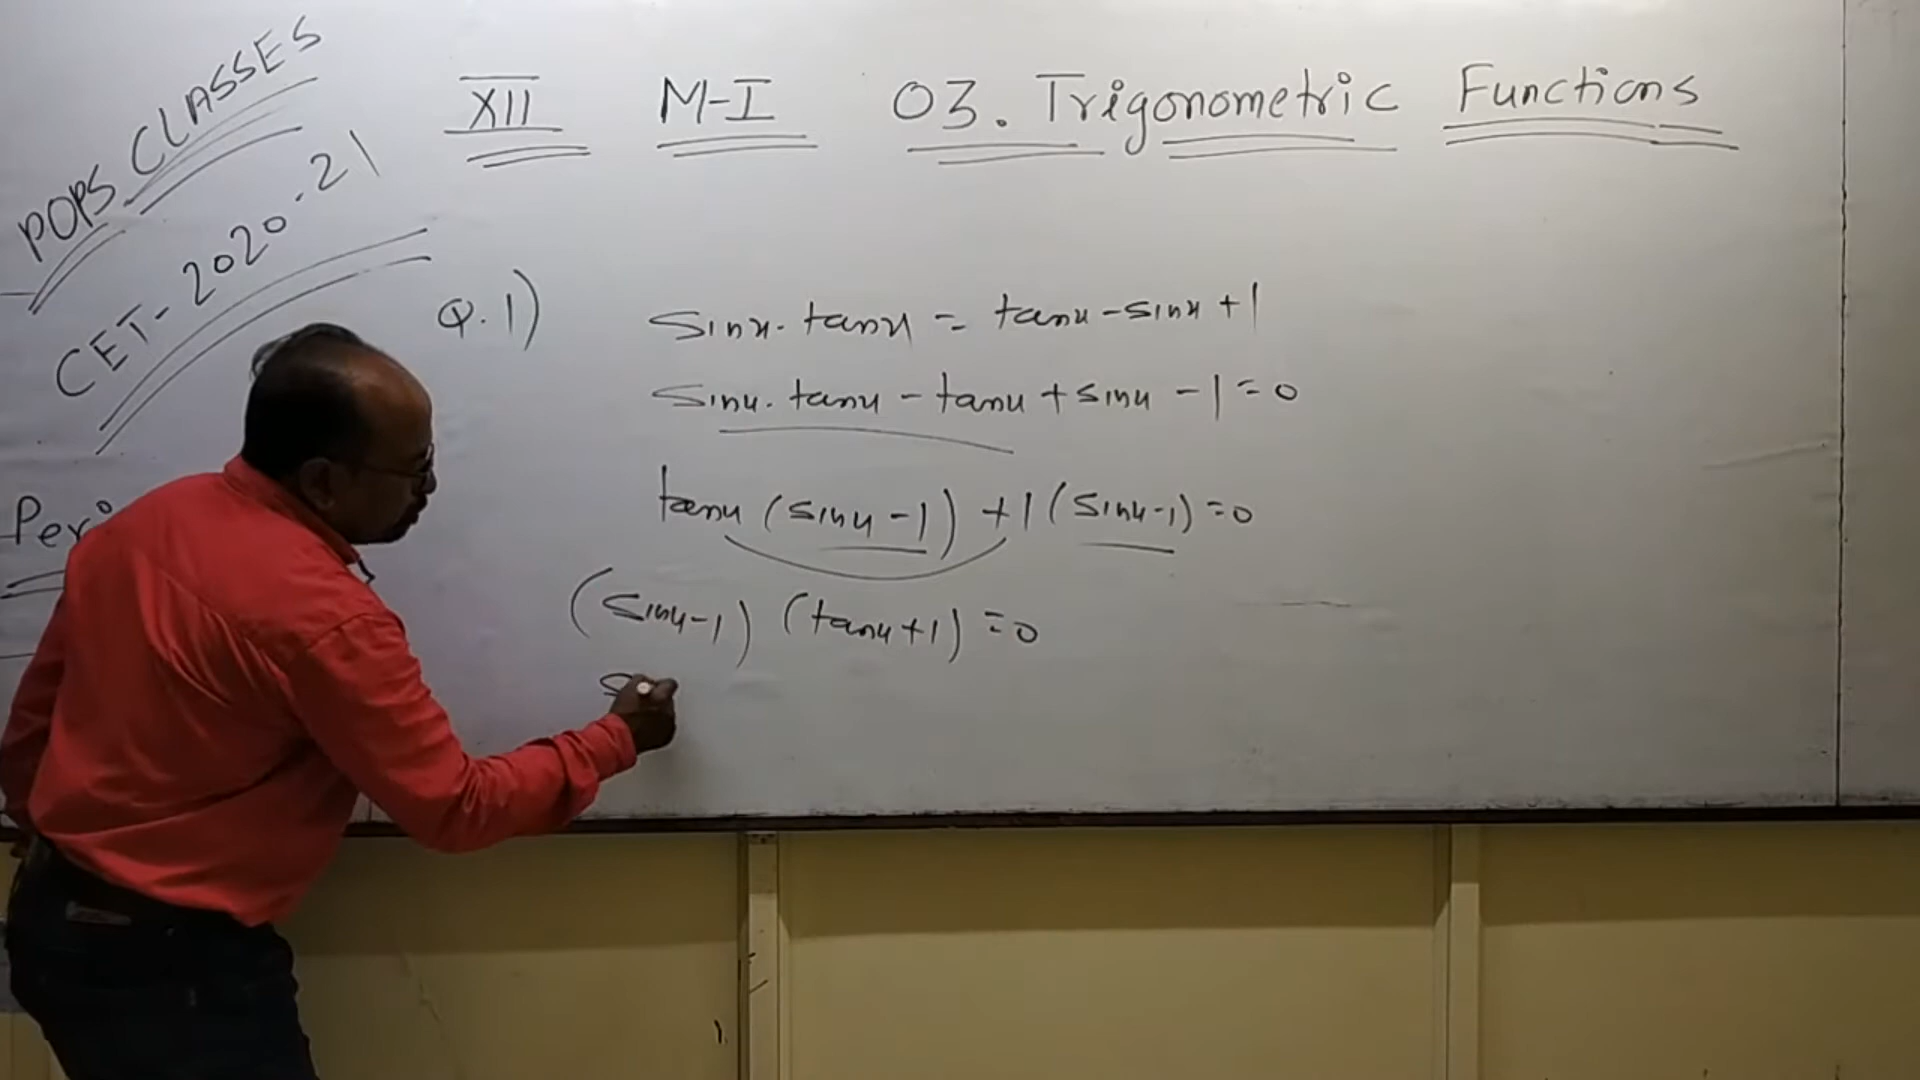 POPS CLASSES
CET-2020-21
XII M-I 03. Trigonometric Functions
Q.1) sinx. tanx = tanx - sinx + 1
sinx. tanx - tanx + sinx - 1 = 0
tanx (sinx - 1) + 1 (sinx - 1) = 0
(sinx - 1) (tanx + 1) = 0